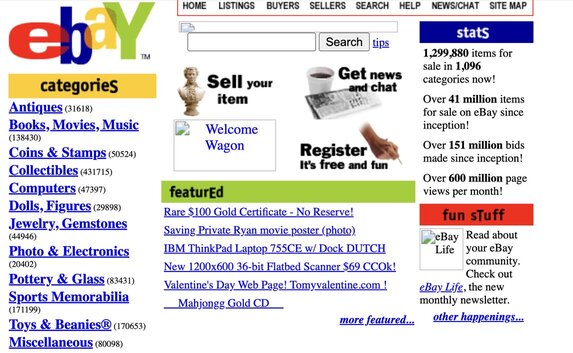 HOME LISTINGS BUYERS SELLERS SEARCH HELP NEWS/CHAT SITE MAP
ebaY™
categorieS
Antiques (31618)
Books, Movies, Music
(138430)
Coins & Stamps (50524)
Collectibles (431715)
Computers (47397)
Dolls, Figures (29898)
Jewelry, Gemstones
(44946)
Photo & Electronics
(20402)
Pottery & Glass (83431)
Sports Memorabilia
(171199)
Toys & Beanies® (170653)
Miscellaneous (80098)
Search tips
Sell your
item
Get news
and chat
Welcome
Wagon
Register
It's free and fun
featurEd
Rare $100 Gold Certificate - No Reserve!
Saving Private Ryan movie poster (photo)
IBM ThinkPad Laptop 755CE w/ Dock DUTCH
New 1200x600 36-bit Flatbed Scanner $69 CCOk!
Valentine's Day Web Page! Tomyvalentine.com !
Mahjongg Gold CD
more featured...
statS
1,299,880 items for
sale in 1,096
categories now!
Over 41 million items
for sale on eBay since
inception!
Over 151 million bids
made since inception!
Over 600 million page
views per month!
fun sTuff
eBay
Life
Read about
your eBay
community.
Check out
eBay Life, the new
monthly newsletter.
other happenings...